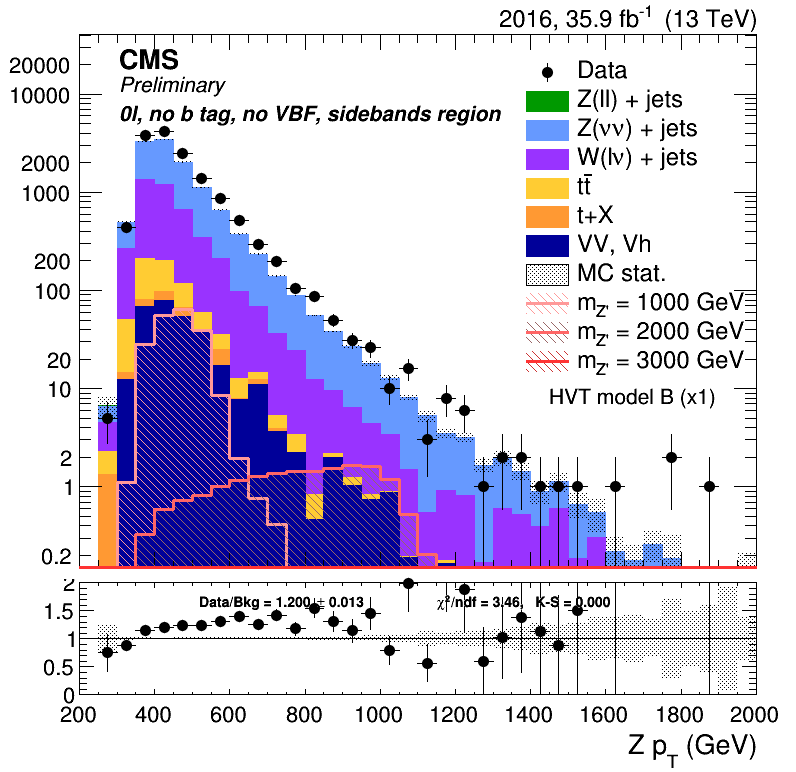 2016, 35.9 fb⁻¹ (13 TeV)
CMS
Preliminary
0l, no b tag, no VBF, sidebands region
Data
Z(ll) + jets
Z(νν) + jets
W(lν) + jets
tt̄
t+X
VV, Vh
MC stat.
m_Z' = 1000 GeV
m_Z' = 2000 GeV
m_Z' = 3000 GeV
HVT model B (x1)
20000
10000
2000
1000
200
100
20
10
2
1
0.2
Data/Bkg = 1.200 ± 0.013
χ²/ndf = 3.46, K-S = 0.000
2
1.5
1
0.5
0
200 400 600 800 1000 1200 1400 1600 1800 2000
Z p_T (GeV)